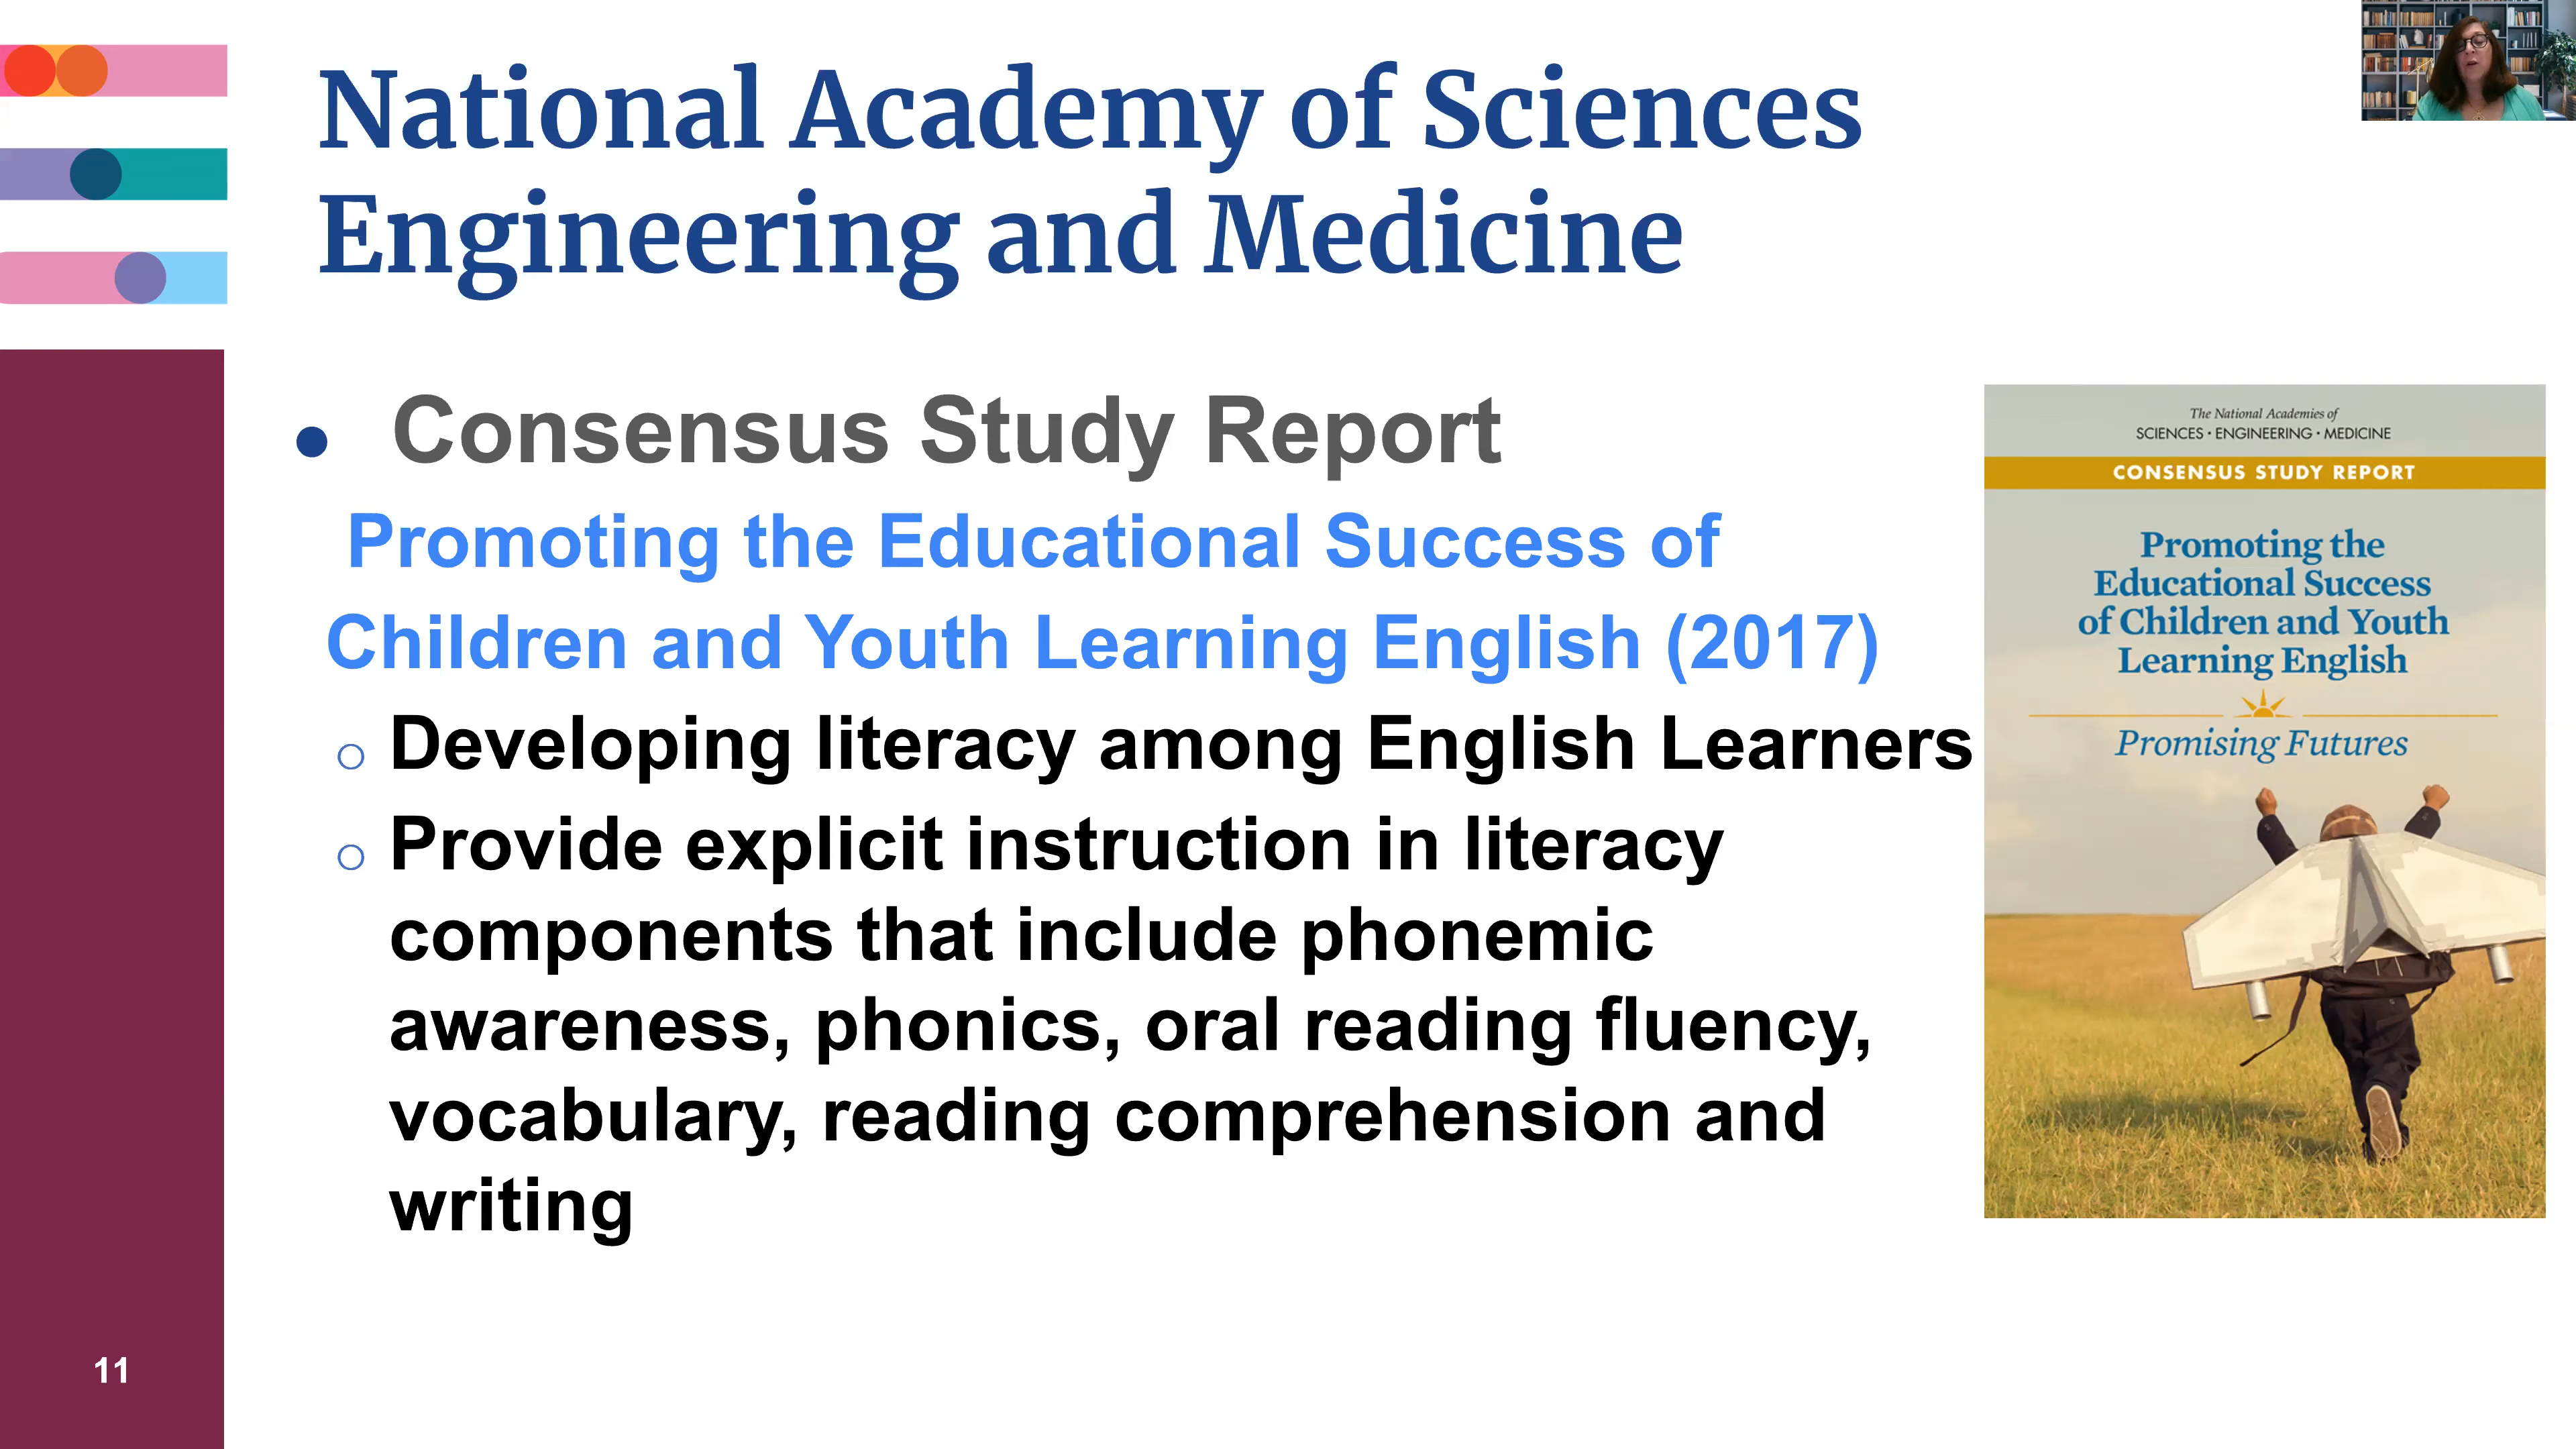 National Academy of Sciences
Engineering and Medicine
• Consensus Study Report
Promoting the Educational Success of
Children and Youth Learning English (2017)
○ Developing literacy among English Learners
○ Provide explicit instruction in literacy
components that include phonemic
awareness, phonics, oral reading fluency,
vocabulary, reading comprehension and
writing
The National Academies of
SCIENCES • ENGINEERING • MEDICINE
CONSENSUS STUDY REPORT
Promoting the
Educational Success
of Children and Youth
Learning English
Promising Futures
11